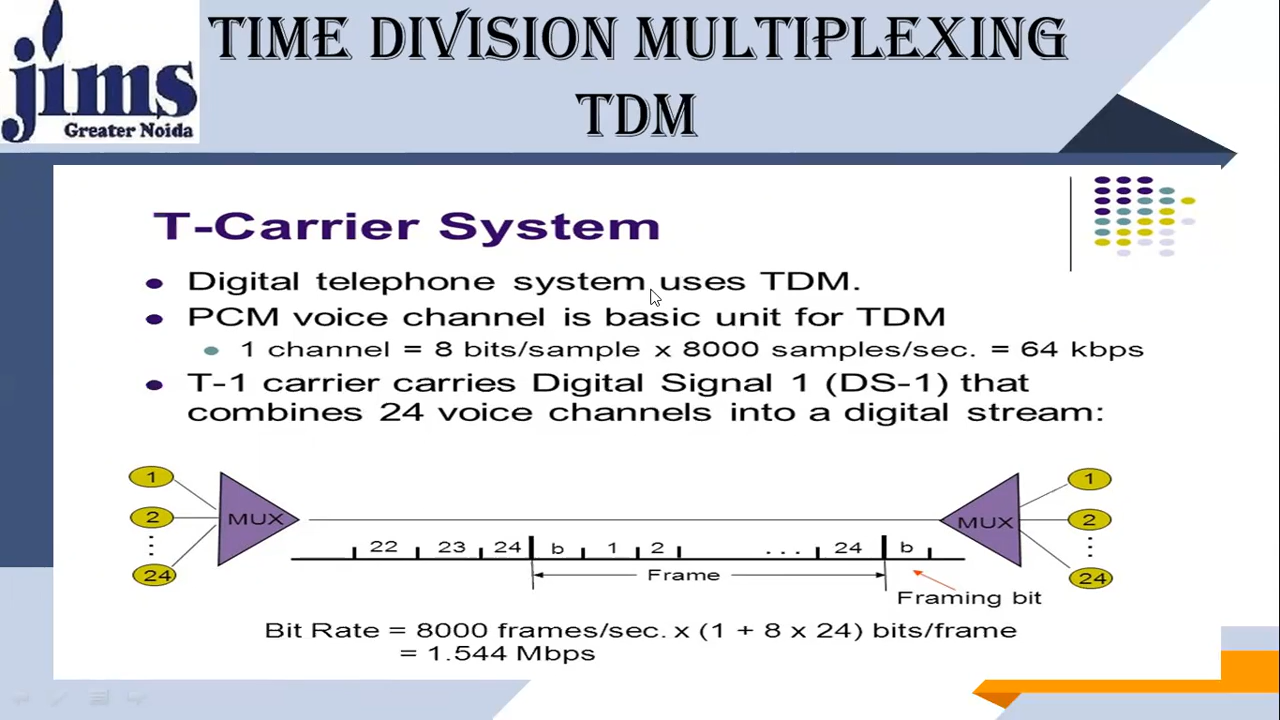 jims
Greater Noida
TIME DIVISION MULTIPLEXING
TDM
T-Carrier System
Digital telephone system uses TDM.
PCM voice channel is basic unit for TDM
1 channel = 8 bits/sample x 8000 samples/sec. = 64 kbps
T-1 carrier carries Digital Signal 1 (DS-1) that
combines 24 voice channels into a digital stream:
1
2
⋮
24
MUX
22 23 24 b 1 2 ... 24 b
Frame
Framing bit
MUX
1
2
⋮
24
Bit Rate = 8000 frames/sec. x (1 + 8 x 24) bits/frame
= 1.544 Mbps